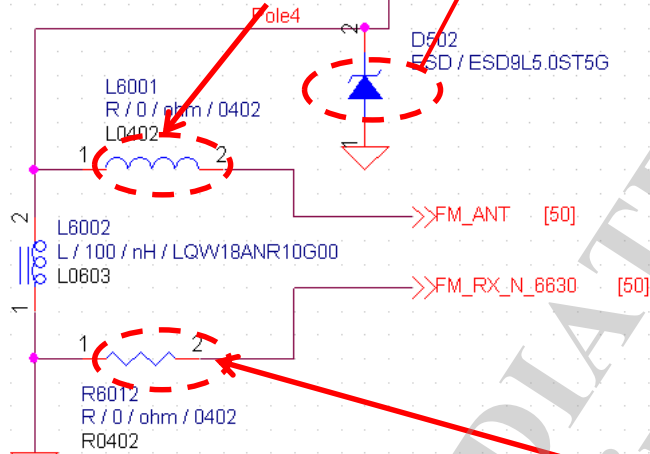 Pole4
2
D502
ESD / ESD9L5.0ST5G
L6001
R / 0 / ohm / 0402
L0402
1
1 2
2
L6002
L / 100 / nH / LQW18ANR10G00
L0603
1
FM_ANT [50]
FM_RX_N_6630 [50]
1 2
R6012
R / 0 / ohm / 0402
R0402